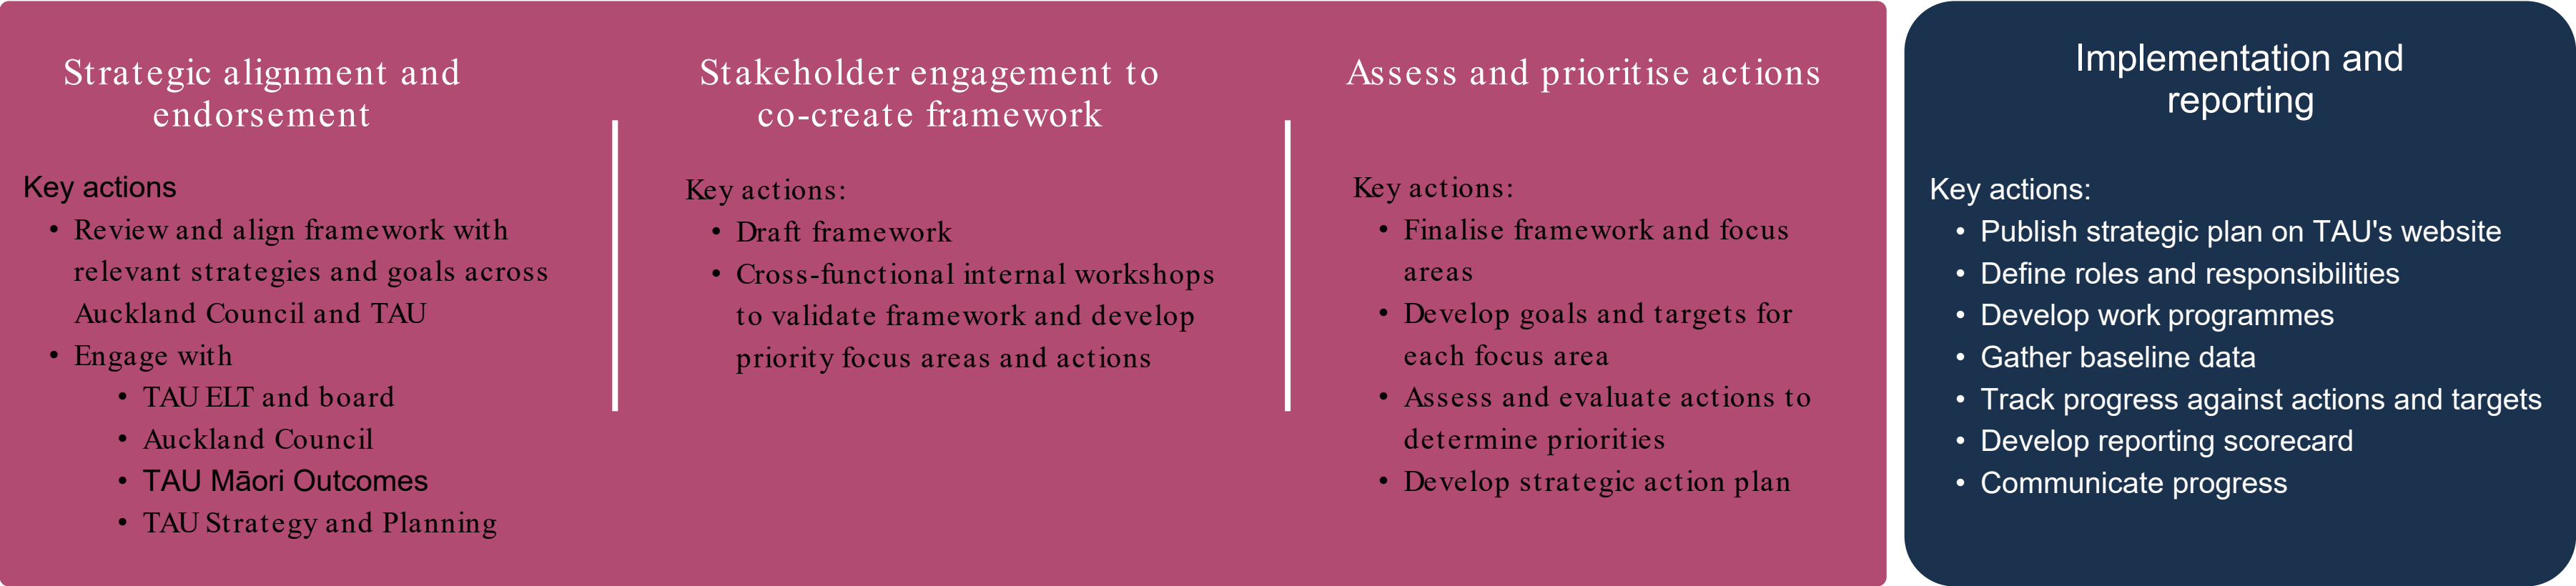 Strategic alignment and
endorsement
Key actions
• Review and align framework with
relevant strategies and goals across
Auckland Council and TAU
• Engage with
• TAU ELT and board
• Auckland Council
• TAU Māori Outcomes
• TAU Strategy and Planning
Stakeholder engagement to
co-create framework
Key actions:
• Draft framework
• Cross-functional internal workshops
to validate framework and develop
priority focus areas and actions
Assess and prioritise actions
Key actions:
• Finalise framework and focus
areas
• Develop goals and targets for
each focus area
• Assess and evaluate actions to
determine priorities
• Develop strategic action plan
Implementation and
reporting
Key actions:
• Publish strategic plan on TAU's website
• Define roles and responsibilities
• Develop work programmes
• Gather baseline data
• Track progress against actions and targets
• Develop reporting scorecard
• Communicate progress